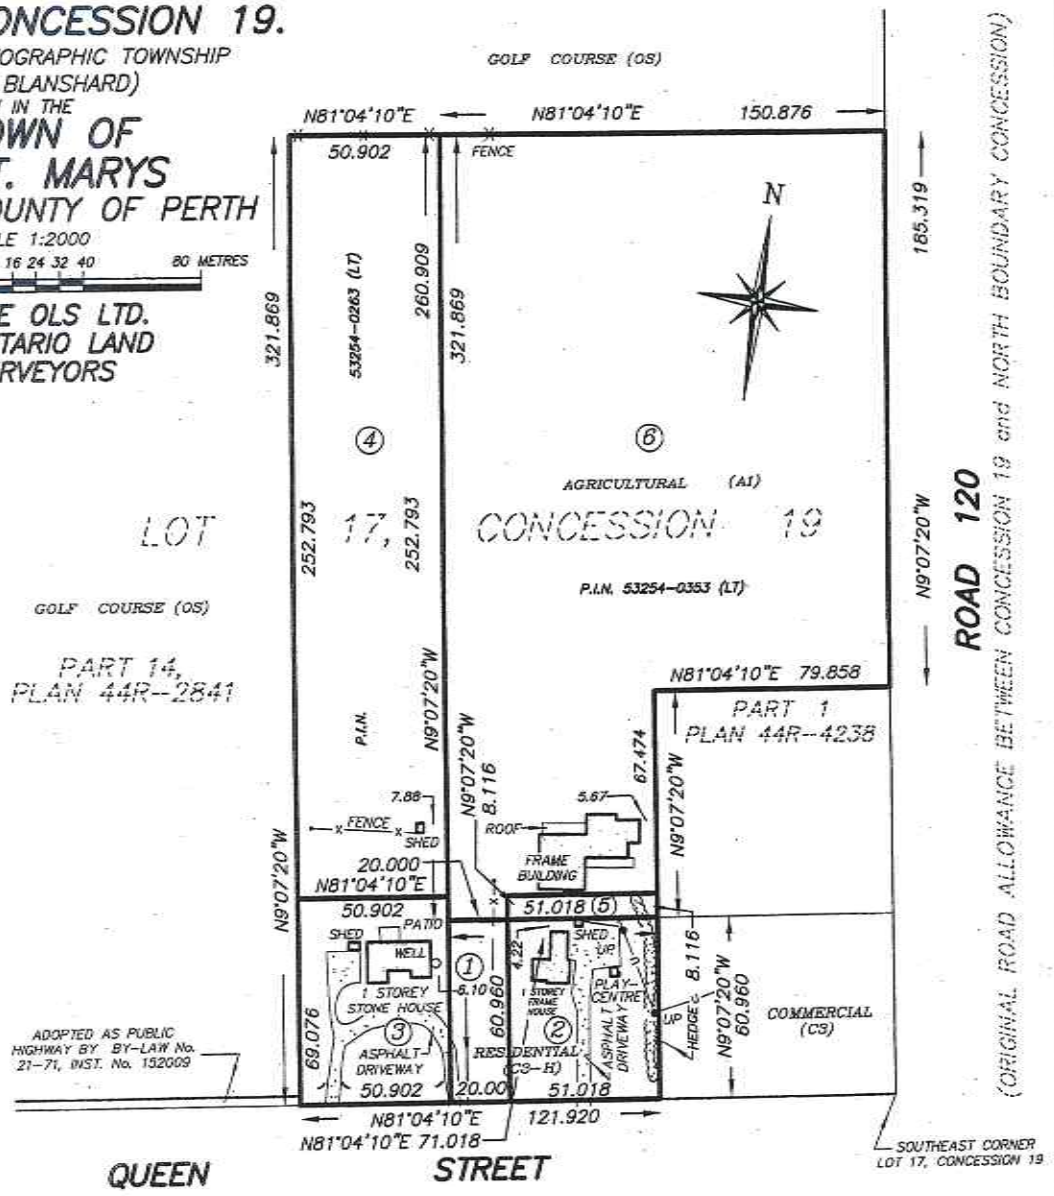 ONCESSION 19.
OGRAPHIC TOWNSHIP
BLANSHARD)
IN THE
OWN OF
T. MARYS
OUNTY OF PERTH
LE 1:2000
16 24 32 40 80 METRES
E OLS LTD.
TARIO LAND
RVEYORS
GOLF COURSE (OS)
N81°04'10"E
N81°04'10"E 150.876
50.902
FENCE
N
185.319
321.869
53254-0263 (LT)
260.909
321.869
4
6
AGRICULTURAL (A1)
LOT 17, CONCESSION 19
252.793
252.793
P.I.N. 53254-0353 (LT)
N9°07'20"W
ROAD 120
(ORIGINAL ROAD ALLOWANCE BETWEEN CONCESSION 19 and NORTH BOUNDARY CONCESSION)
GOLF COURSE (OS)
PART 14,
PLAN 44R-2841
N81°04'10"E 79.858
PART 1
PLAN 44R-4238
P.I.N.
N9°07'20"W
N9°07'20"W
8.116
67.474
N9°07'20"W
7.88
5.67
FENCE
SHED
ROOF
FRAME
BUILDING
N9°07'20"W
20.000
N81°04'10"E
50.902
51.018 (5)
PATIO
SHED
WELL
1
6.10
4.22
SHED
UP
PLAY-
CENTRE
1 STOREY
STONE HOUSE
1 STOREY
FRAME
HOUSE
60.960
3
2
ASPHALT
DRIVEWAY
ASPHALT
DRIVEWAY
RESIDENTIAL
(C3-H)
HEDGE
UP
8.116
N9°07'20"W
60.960
COMMERCIAL
(C3)
69.076
ADOPTED AS PUBLIC
HIGHWAY BY BY-LAW No.
21-71, INST. No. 152009
50.902
20.00
51.018
N81°04'10"E
121.920
N81°04'10"E 71.018
SOUTHEAST CORNER
LOT 17, CONCESSION 19
QUEEN STREET